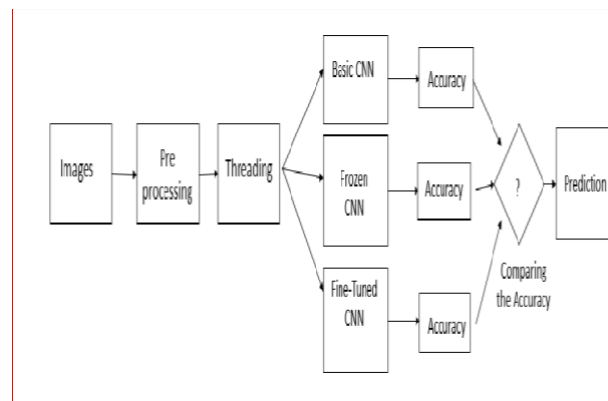 Images
Pre
processing
Threading
Basic CNN
Accuracy
Frozen
CNN
Accuracy
Fine-Tuned
CNN
Accuracy
?
Comparing
the Accuracy
Prediction